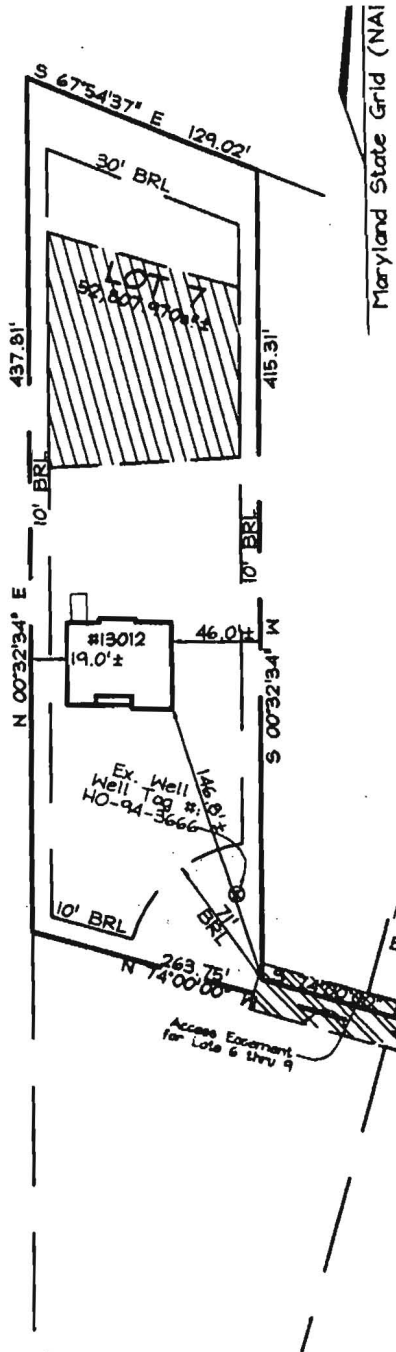 Maryland State Grid (NAI
S 67°54'37" E 129.02'
30' BRL
LOT 7
437.81'
415.31'
10' BRL
10' BRL
N 00°32'34" E
#13012
19.0'±
46.0'±
S 00°32'34" W
Ex. Well
Well Tag #:
HO-94-3666
146.8'±
71'
BRL
10' BRL
263.75'
N 74°00'00" W
Access Easement
for Lots 6 thru 9